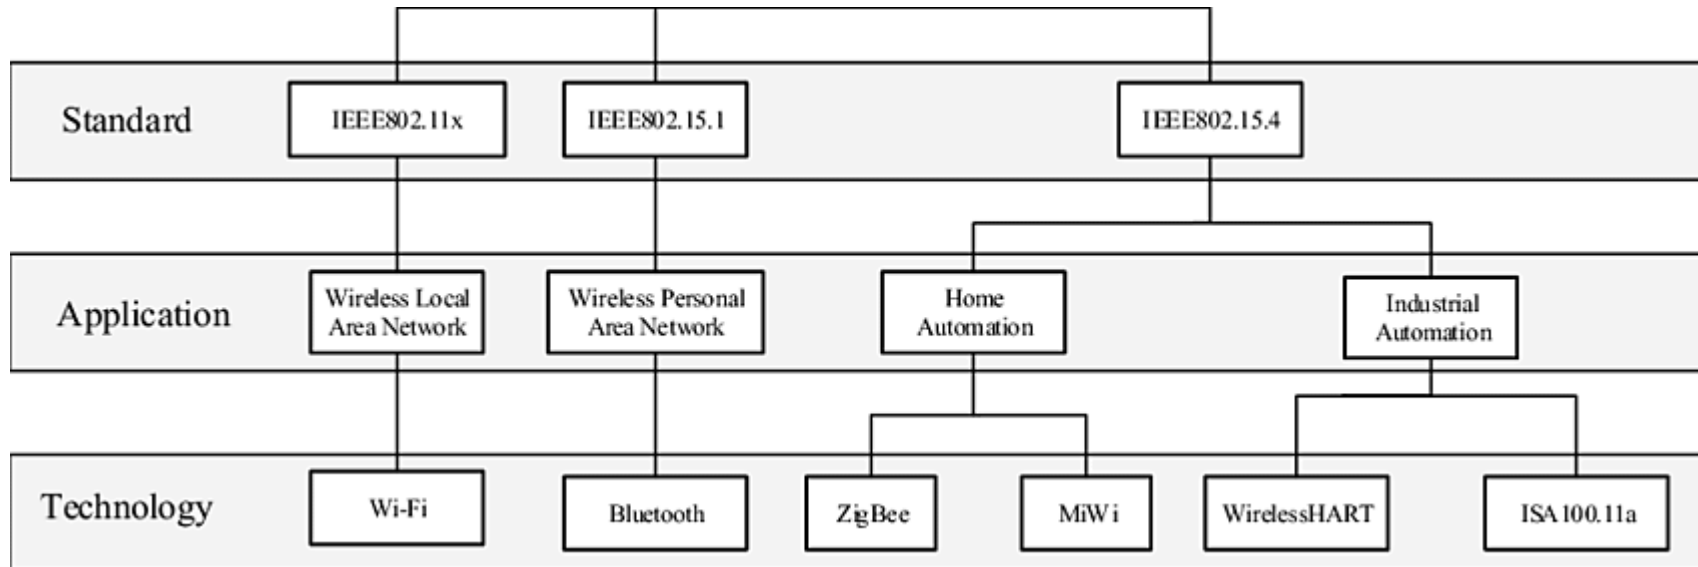 Standard
IEEE802.11x
IEEE802.15.1
IEEE802.15.4
Application
Wireless Local
Area Network
Wireless Personal
Area Network
Home
Automation
Industrial
Automation
Technology
Wi-Fi
Bluetooth
ZigBee
MiWi
WirelessHART
ISA100.11a